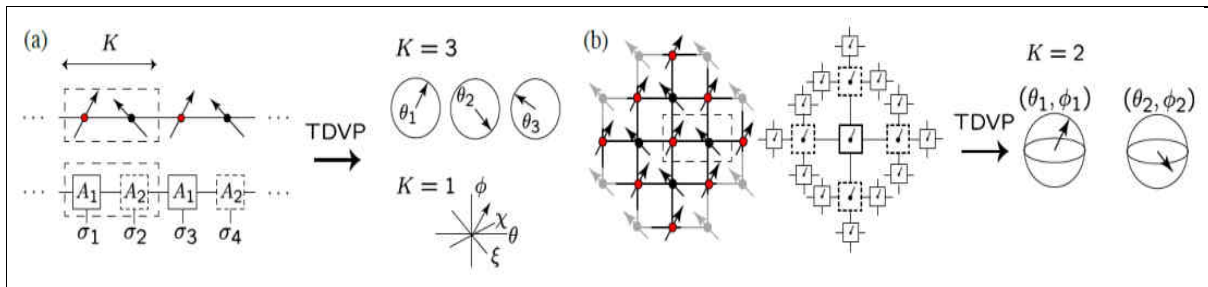 (a)
K
K = 3
θ1
θ2
θ3
TDVP
... A1 A2 A1 A2 ...
σ1 σ2 σ3 σ4
K = 1
ϕ
χ
θ
ξ
(b)
TDVP
K = 2
(θ1, ϕ1) (θ2, ϕ2)